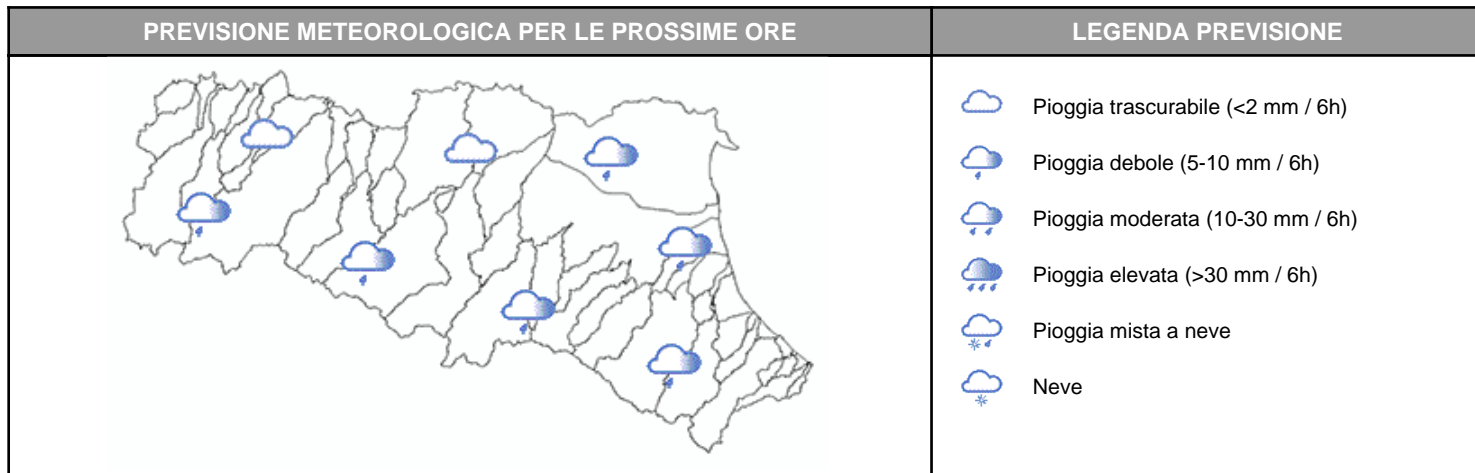 PREVISIONE METEOROLOGICA PER LE PROSSIME ORE
LEGENDA PREVISIONE
Pioggia trascurabile (<2 mm / 6h)
Pioggia debole (5-10 mm / 6h)
Pioggia moderata (10-30 mm / 6h)
Pioggia elevata (>30 mm / 6h)
Pioggia mista a neve
Neve